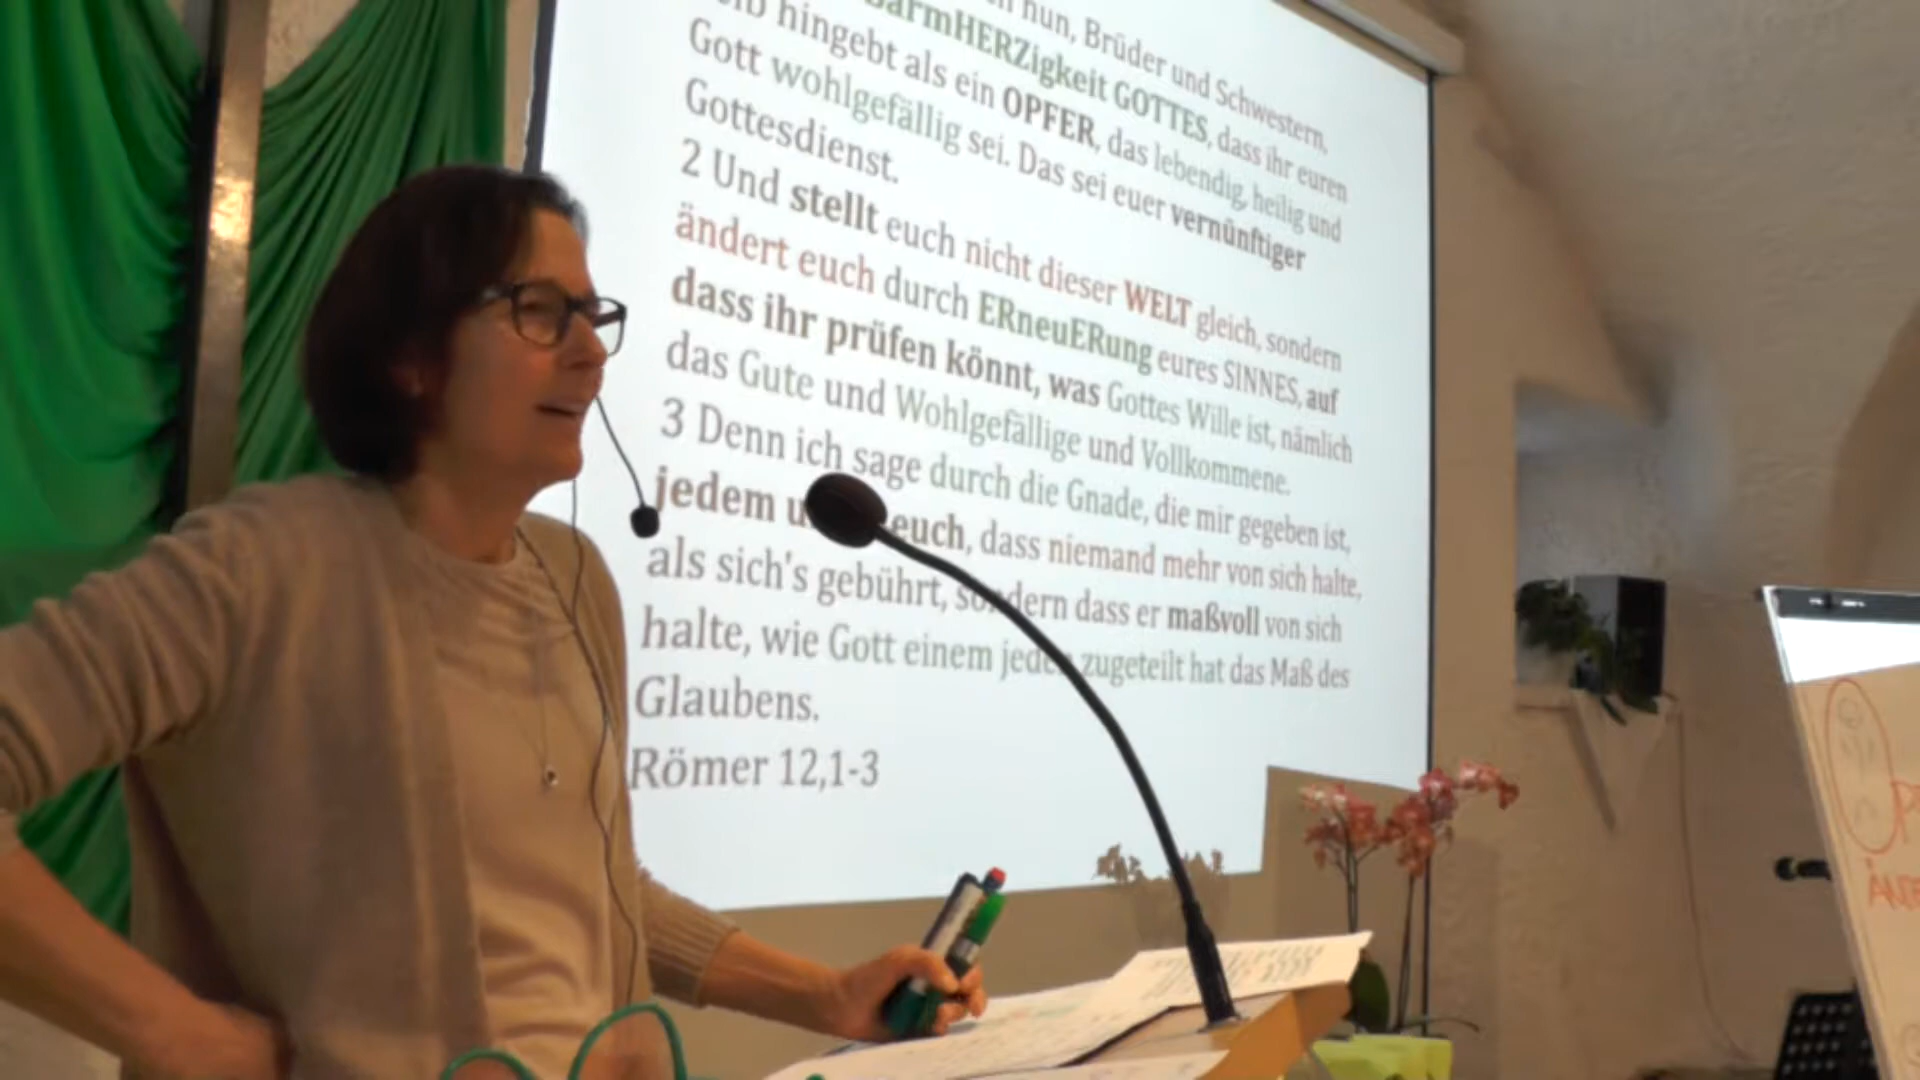 nun, Brüder und Schwestern,
BarmHERZigkeit GOTTES, dass ihr euren
hingebt als ein OPFER, das lebendig, heilig und
Gott wohlgefällig sei. Das sei euer vernünftiger
Gottesdienst.
2 Und stellt euch nicht dieser WELT gleich, sondern
ändert euch durch ERneuERung eures SINNES, auf
dass ihr prüfen könnt, was Gottes Wille ist, nämlich
das Gute und Wohlgefällige und Vollkommene.
3 Denn ich sage durch die Gnade, die mir gegeben ist,
jedem euch, dass niemand mehr von sich halte,
als sich's gebührt, sondern dass er maßvoll von sich
halte, wie Gott einem jeden zugeteilt hat das Maß des
Glaubens.
Römer 12,1-3